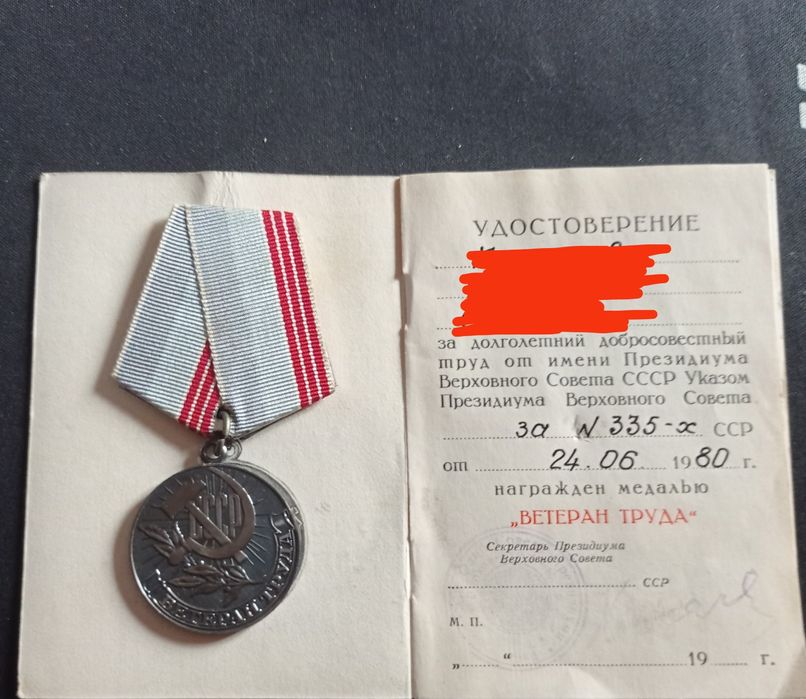 СССР
ВЕТЕРАН ТРУДА
УДОСТОВЕРЕНИЕ
за долголетний добросовестный
труд от имени Президиума
Верховного Совета СССР Указом
Президиума Верховного Совета
за N 335-х ССР
от 24.06. 1980 г.
награжден медалью
„ВЕТЕРАН ТРУДА“
Секретарь Президиума
Верховного Совета
ССР
М. П.
„ “ 19 г.